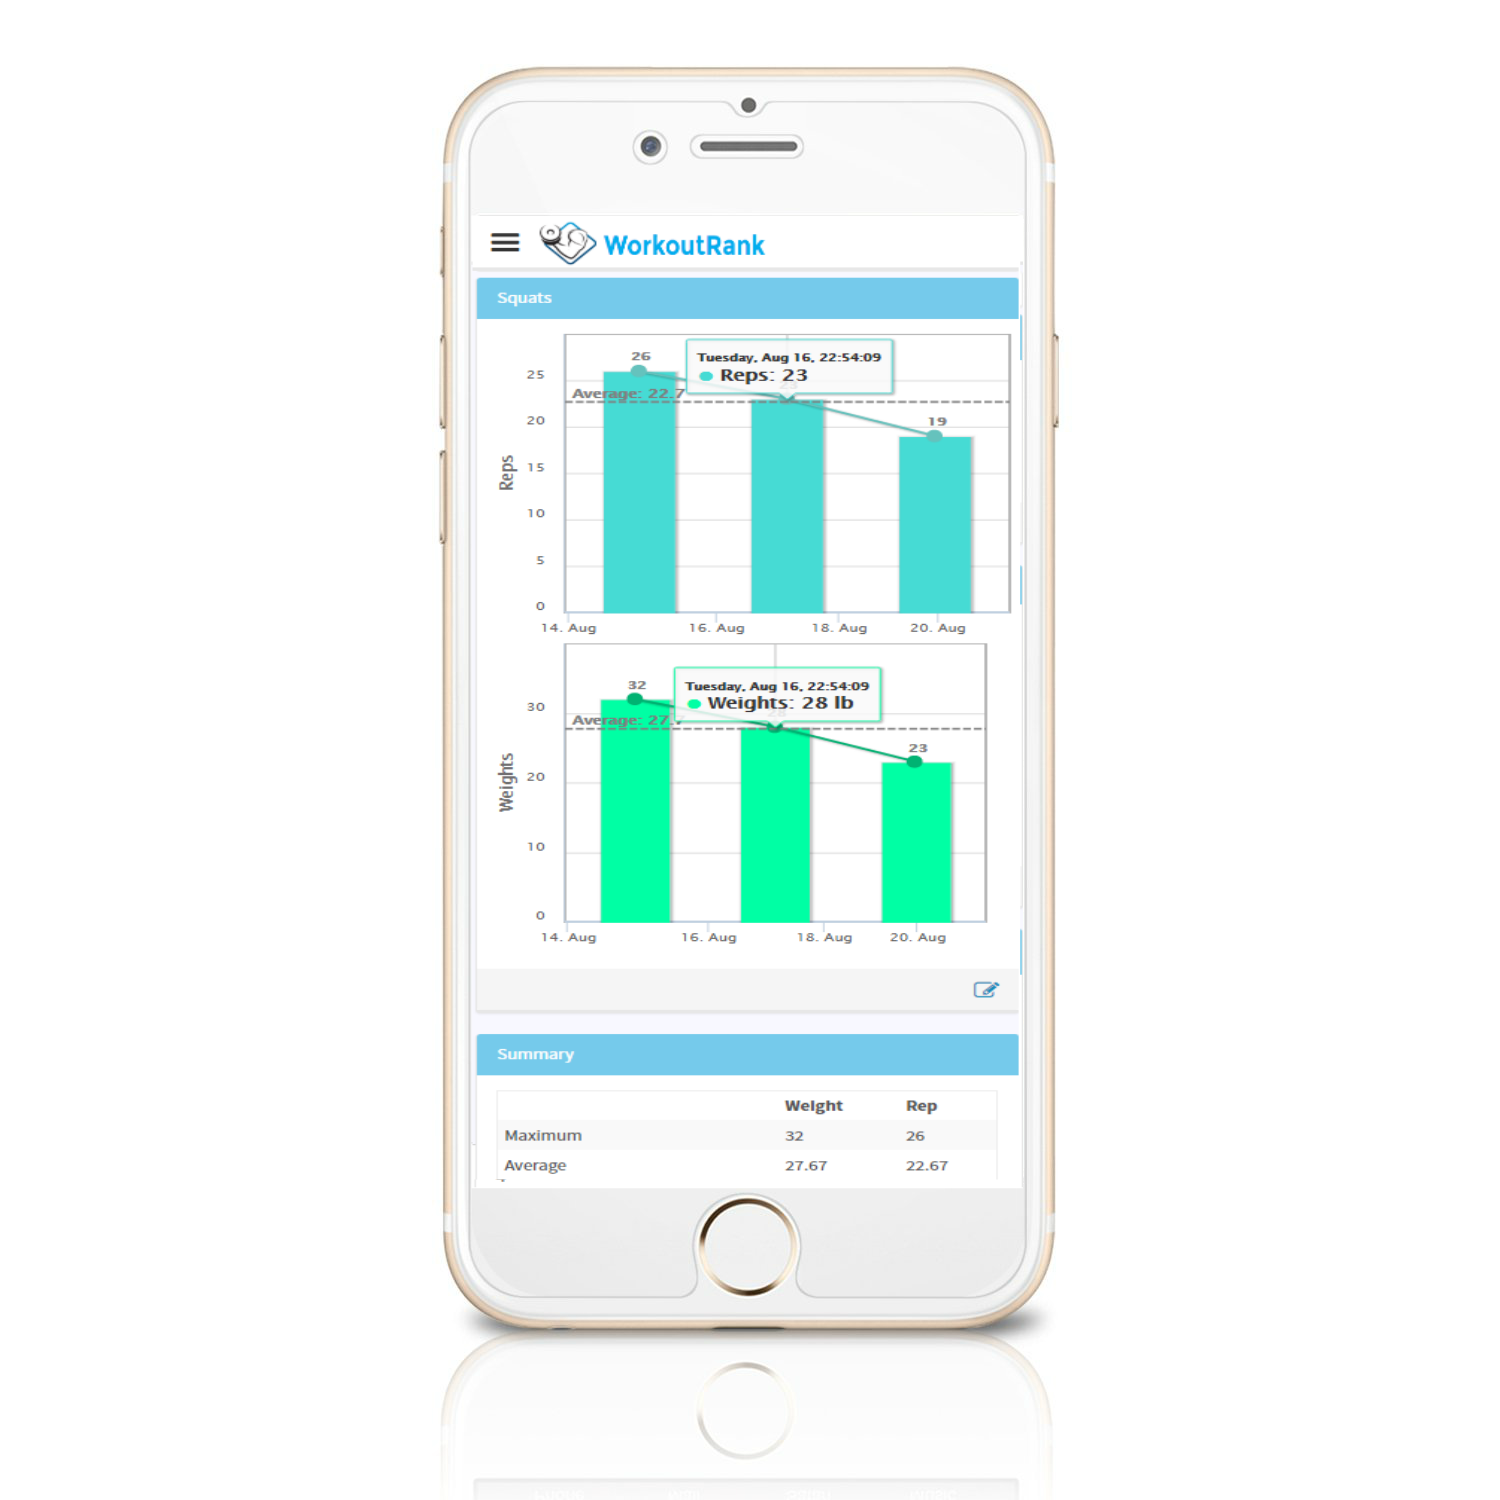 WorkoutRank
Squats
26
Tuesday, Aug 16, 22:54:09
Reps: 23
25
Average: 22.7
20
19
Reps
15
10
5
0
14. Aug 16. Aug 18. Aug 20. Aug
32
Tuesday, Aug 16, 22:54:09
Weights: 28 lb
30
Average: 27.7
23
Weights
20
10
0
14. Aug 16. Aug 18. Aug 20. Aug
Summary
Weight Rep
Maximum 32 26
Average 27.67 22.67